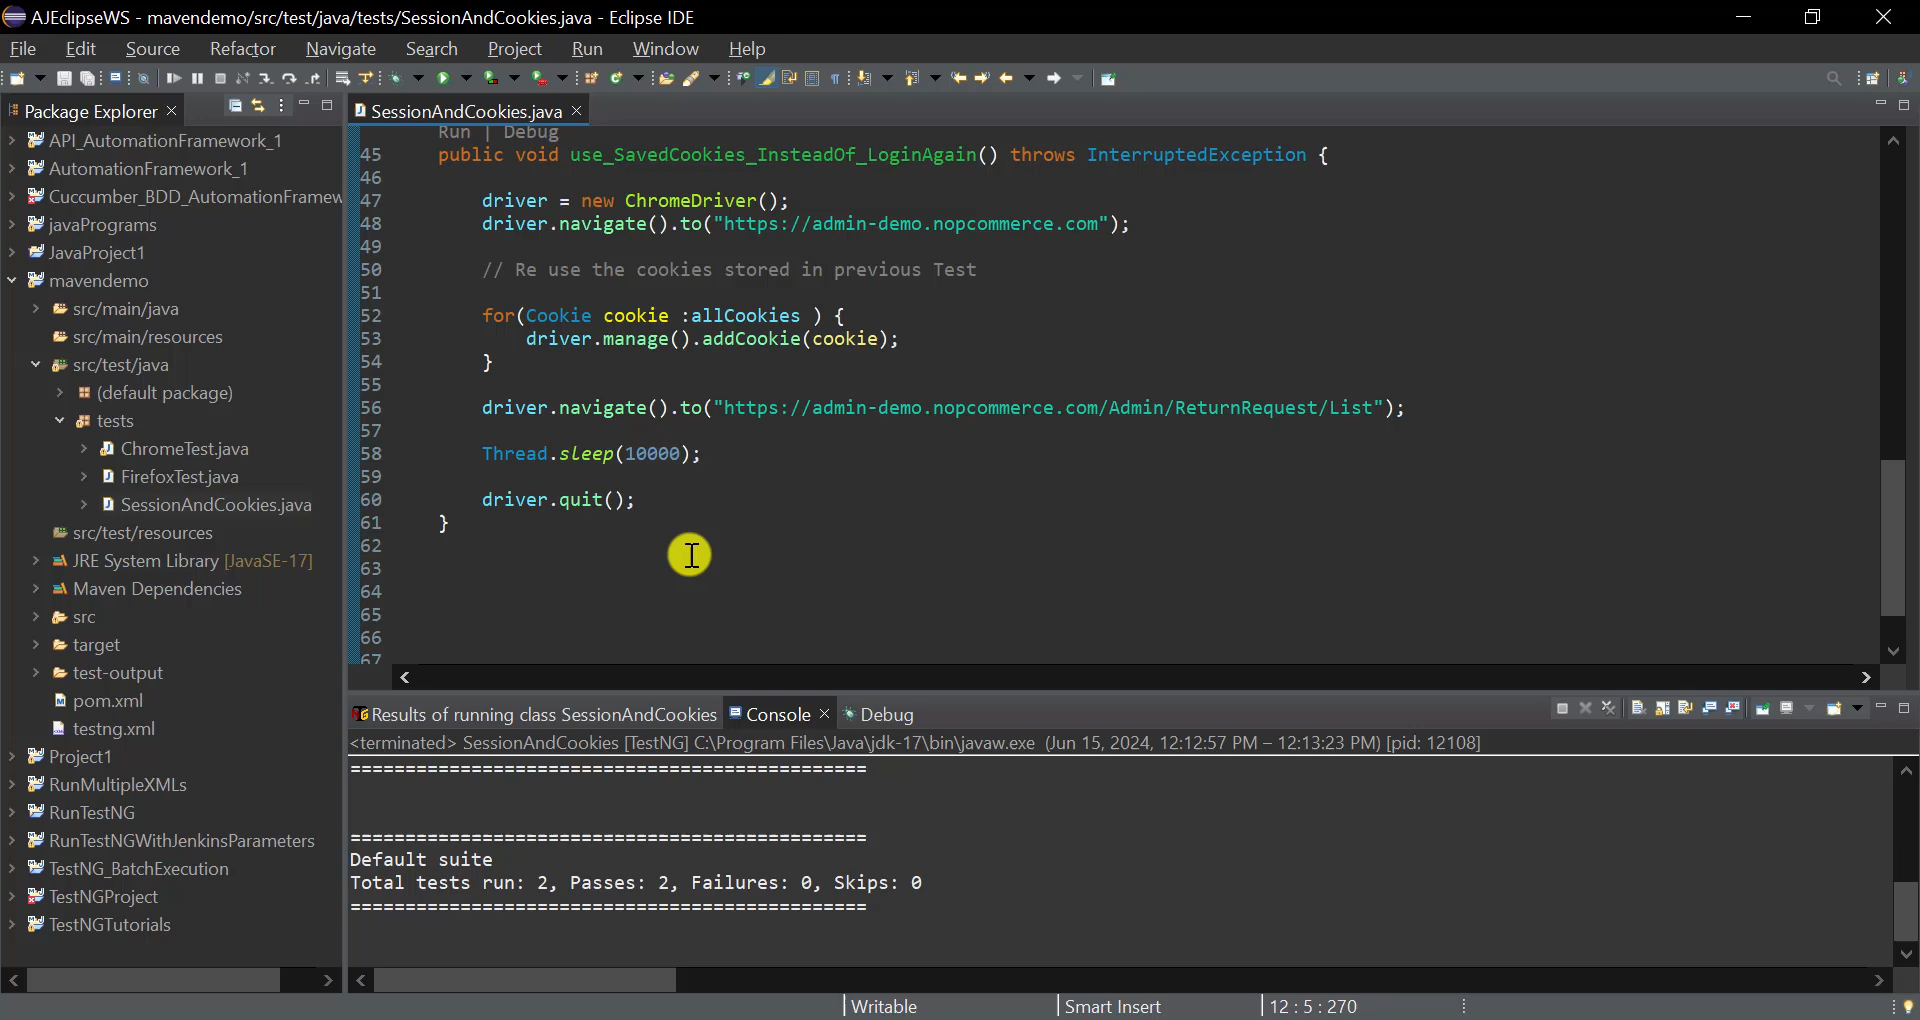 AJEclipseWS - mavendemo/src/test/java/tests/SessionAndCookies.java - Eclipse IDE
File Edit Source Refactor Navigate Search Project Run Window Help
Package Explorer
API_AutomationFramework_1
AutomationFramework_1
Cuccumber_BDD_AutomationFramew
javaPrograms
JavaProject1
mavendemo
src/main/java
src/main/resources
src/test/java
(default package)
tests
ChromeTest.java
FirefoxTest.java
SessionAndCookies.java
src/test/resources
JRE System Library [JavaSE-17]
Maven Dependencies
src
target
test-output
pom.xml
testng.xml
Project1
RunMultipleXMLs
RunTestNG
RunTestNGWithJenkinsParameters
TestNG_BatchExecution
TestNGProject
TestNGTutorials
SessionAndCookies.java
Run | Debug
45 public void use_SavedCookies_InsteadOf_LoginAgain() throws InterruptedException {
46
47 driver = new ChromeDriver();
48 driver.navigate().to("https://admin-demo.nopcommerce.com");
49
50 // Re use the cookies stored in previous Test
51
52 for(Cookie cookie :allCookies ) {
53 driver.manage().addCookie(cookie);
54 }
55
56 driver.navigate().to("https://admin-demo.nopcommerce.com/Admin/ReturnRequest/List");
57
58 Thread.sleep(10000);
59
60 driver.quit();
61 }
62
63
64
65
66
67
Results of running class SessionAndCookies Console Debug
<terminated> SessionAndCookies [TestNG] C:\Program Files\Java\jdk-17\bin\javaw.exe (Jun 15, 2024, 12:12:57 PM – 12:13:23 PM) [pid: 12108]
===============================================
===============================================
Default suite
Total tests run: 2, Passes: 2, Failures: 0, Skips: 0
===============================================
Writable Smart Insert 12 : 5 : 270